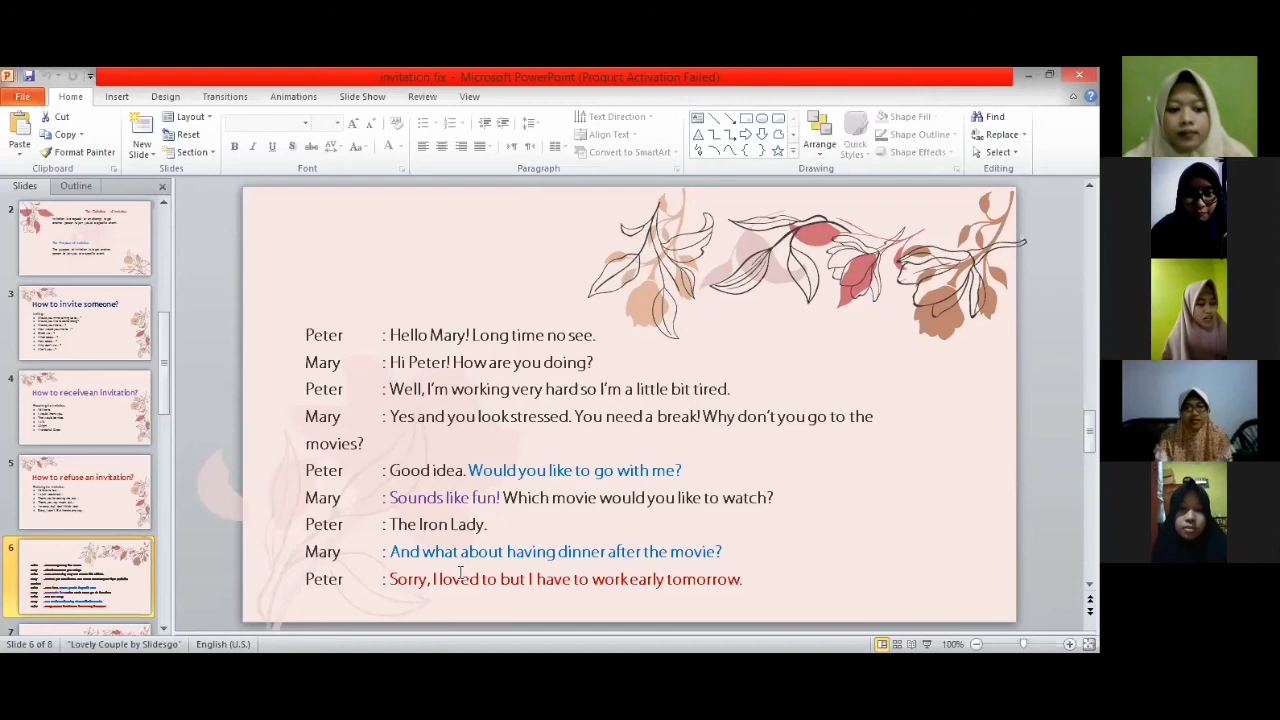 invitation fix - Microsoft PowerPoint (Product Activation Failed)
File Home Insert Design Transitions Animations Slide Show Review View
Paste
Cut
Copy
Format Painter
Clipboard
New Slide
Layout
Reset
Section
Slides
Font
Text Direction
Align Text
Convert to SmartArt
Paragraph
Arrange
Quick Styles
Shape Fill
Shape Outline
Shape Effects
Drawing
Find
Replace
Select
Editing
Slides Outline
2
3
How to invite someone?
4
How to receive an invitation?
5
How to refuse an invitation?
6
7
Peter : Hello Mary! Long time no see.
Mary : Hi Peter! How are you doing?
Peter : Well, I'm working very hard so I'm a little bit tired.
Mary : Yes and you look stressed. You need a break! Why don't you go to the
movies?
Peter : Good idea. Would you like to go with me?
Mary : Sounds like fun! Which movie would you like to watch?
Peter : The Iron Lady.
Mary : And what about having dinner after the movie?
Peter : Sorry, I loved to but I have to work early tomorrow.
Slide 6 of 8 "Lovely Couple by Slidesgo" English (U.S.) 100%